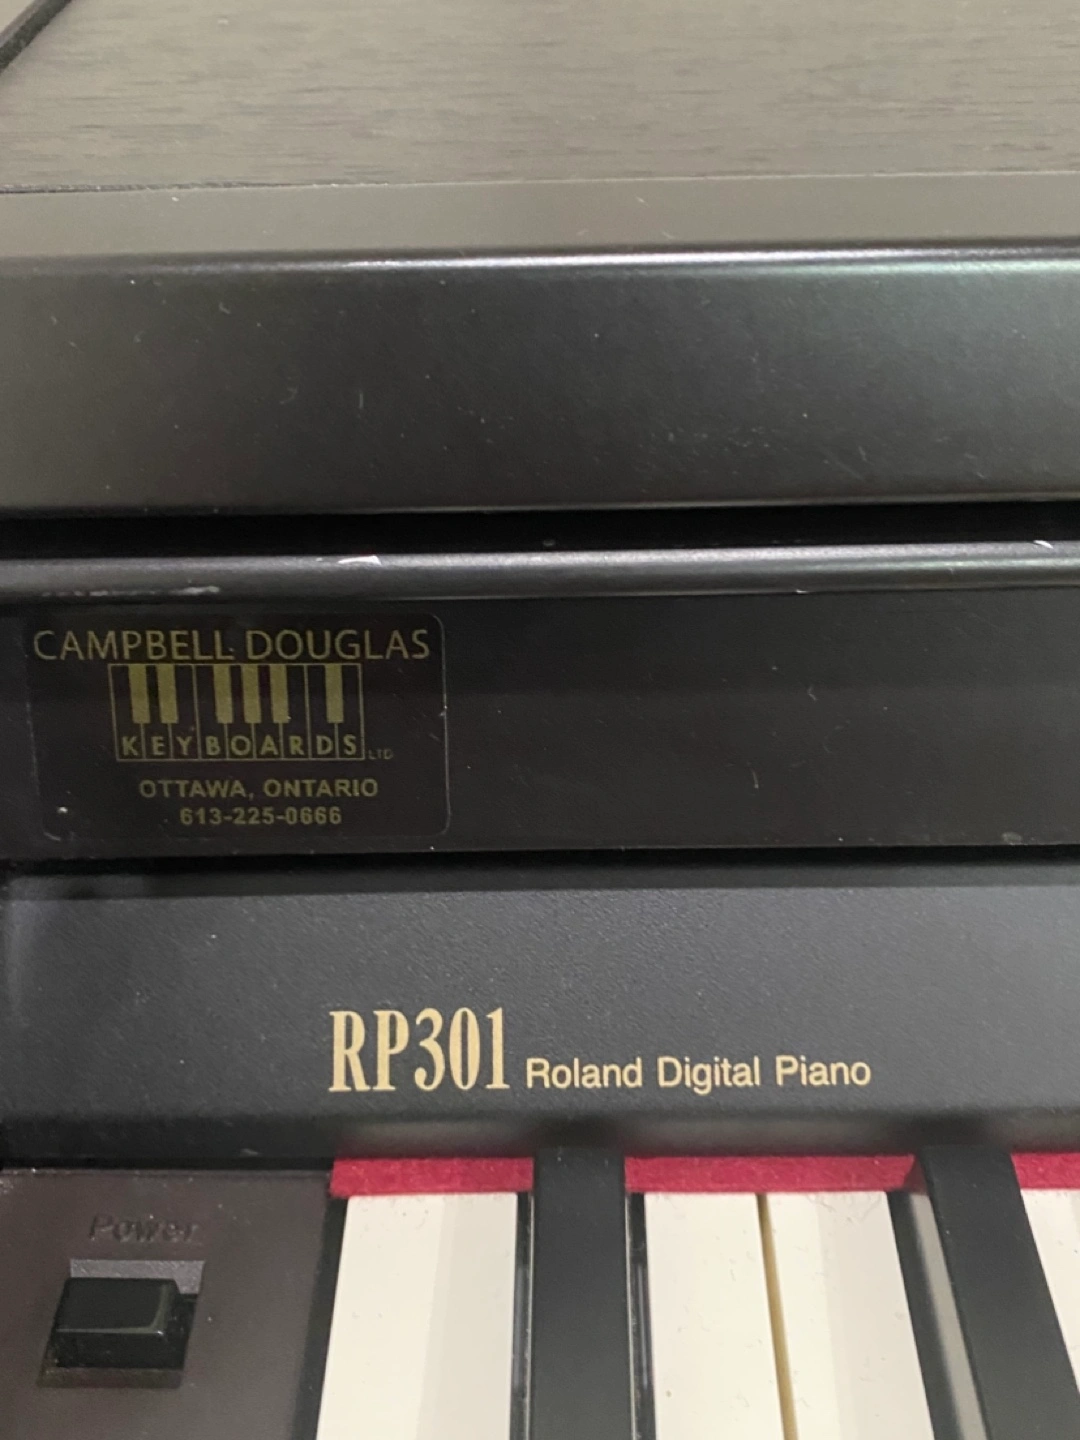 CAMPBELL DOUGLAS
KEYBOARDS LTD.
OTTAWA, ONTARIO
613-225-0666
RP301 Roland Digital Piano
Power